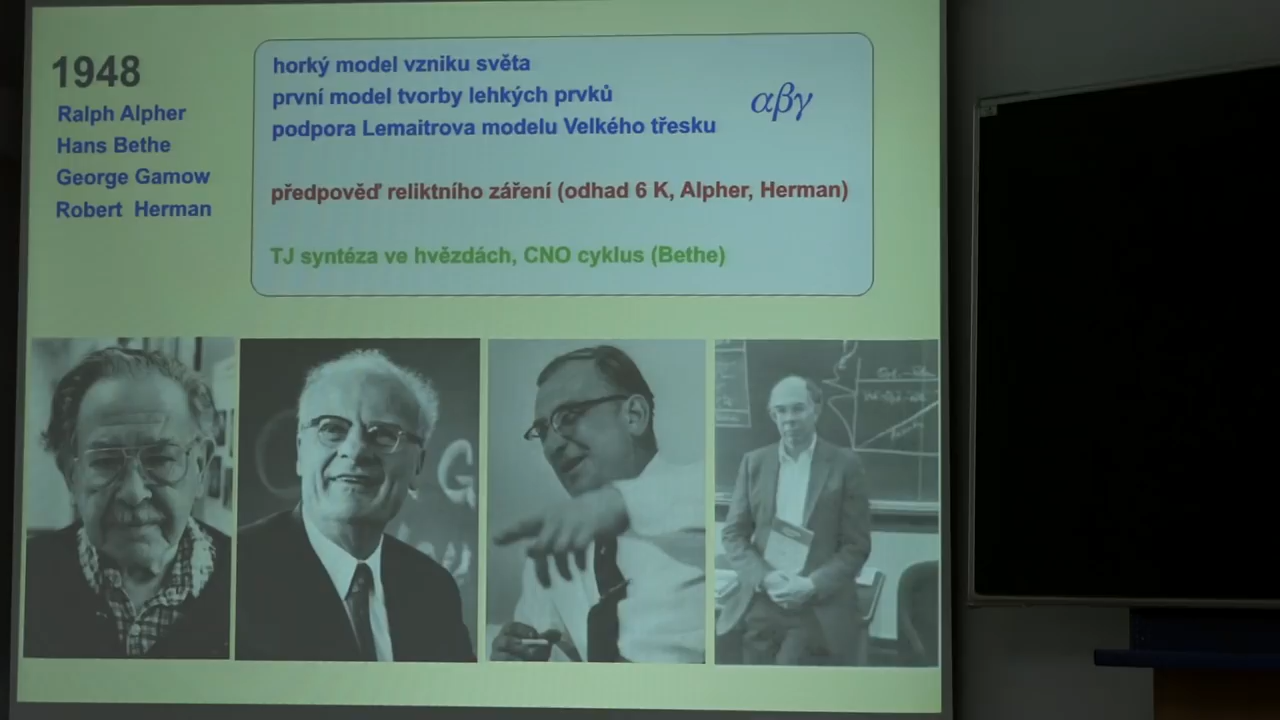 1948
Ralph Alpher
Hans Bethe
George Gamow
Robert Herman
horký model vzniku světa
první model tvorby lehkých prvků
podpora Lemaitrova modelu Velkého třesku
αβγ
předpověď reliktního záření (odhad 6 K, Alpher, Herman)
TJ syntéza ve hvězdách, CNO cyklus (Bethe)